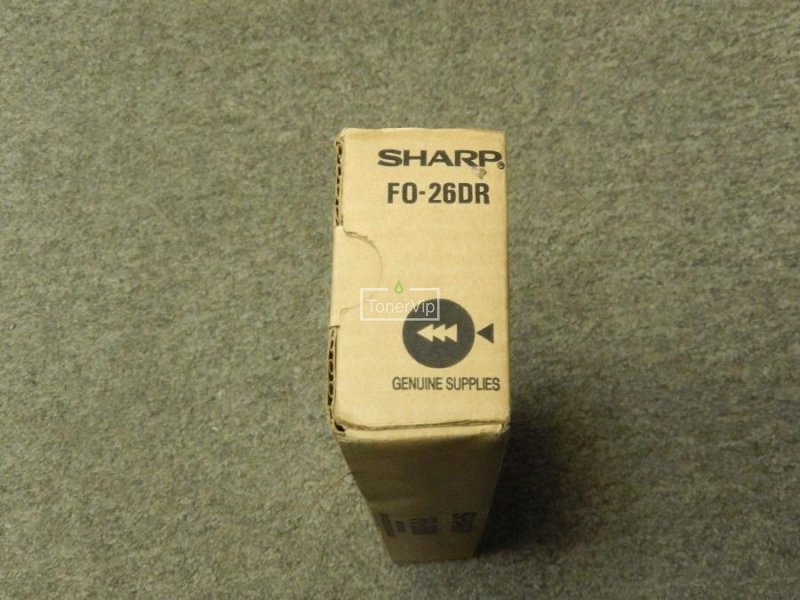 SHARP®
FO-26DR
TonerVip
GENUINE SUPPLIES